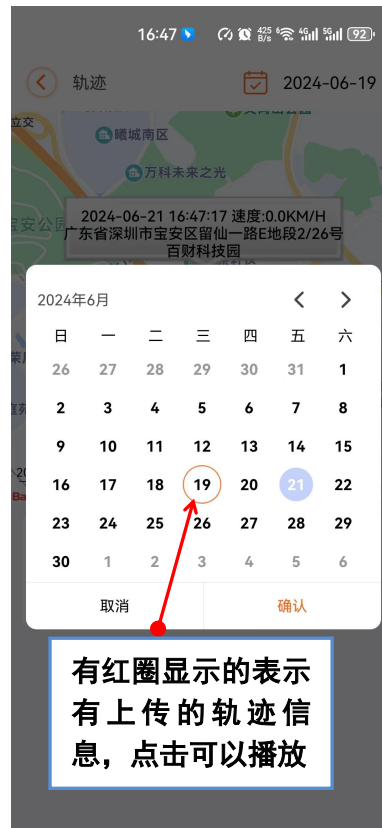 16:47 425 B/s 6 4G 5G 92
轨迹 2024-06-19
立交
曦城南区
万科未来之光
宝安公园
2024-06-21 16:47:17 速度:0.0KM/H
广东省深圳市宝安区留仙一路E地段2/26号
百财科技园
2024年6月
日 一 二 三 四 五 六
26 27 28 29 30 31 1
2 3 4 5 6 7 8
9 10 11 12 13 14 15
16 17 18 19 20 21 22
23 24 25 26 27 28 29
30 1 2 3 4 5 6
取消 确认
有红圈显示的表示
有上传的轨迹信
息，点击可以播放